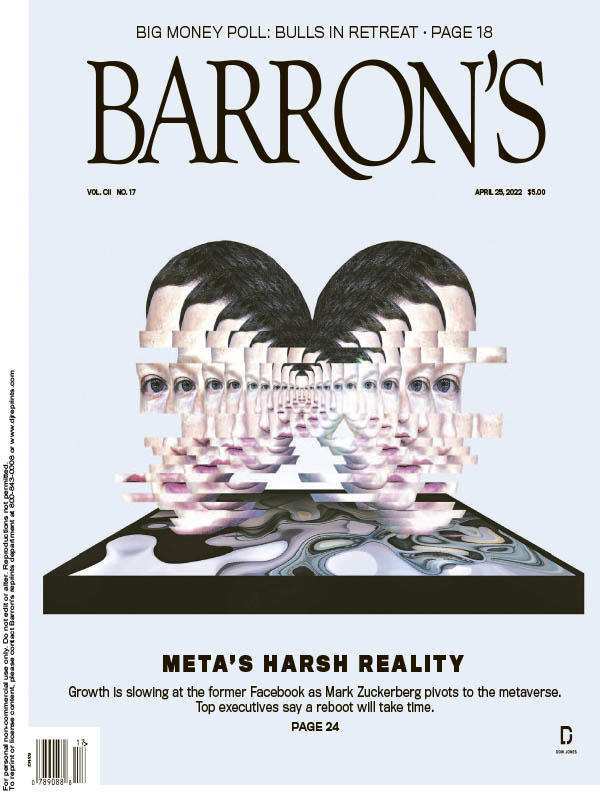 BIG MONEY POLL: BULLS IN RETREAT · PAGE 18
BARRON'S
VOL. CII NO. 17
APRIL 25, 2022 $5.00
META'S HARSH REALITY
Growth is slowing at the former Facebook as Mark Zuckerberg pivots to the metaverse.
Top executives say a reboot will take time.
PAGE 24
DOW JONES
For personal non-commercial use only. Do not edit or alter. Reproductions not permitted.
To reprint or license content, please contact Barron's reprints department at 800-843-0008 or www.djreprints.com
17
0 789088 8